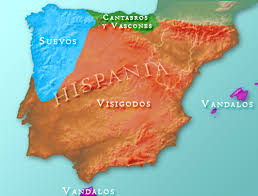 CANTABROS
Y VASCONES
SUEVOS
HISPANIA
VISIGODOS
VANDALOS
VANDALOS